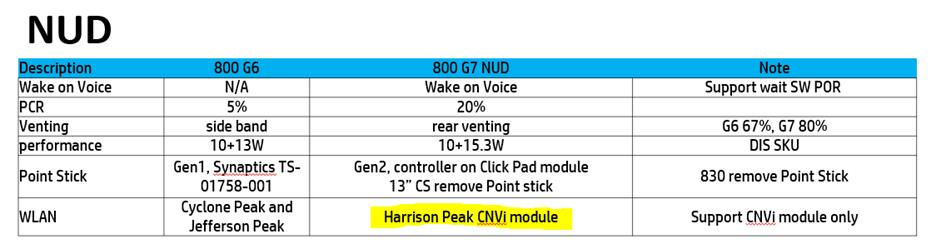 NUD
Description 800 G6 800 G7 NUD Note
Wake on Voice N/A Wake on Voice Support wait SW POR
PCR 5% 20%
Venting side band rear venting G6 67%, G7 80%
performance 10+13W 10+15.3W DIS SKU
Point Stick Gen1, Synaptics TS-01758-001 Gen2, controller on Click Pad module 13” CS remove Point stick 830 remove Point Stick
WLAN Cyclone Peak and Jefferson Peak Harrison Peak CNVi module Support CNVi module only